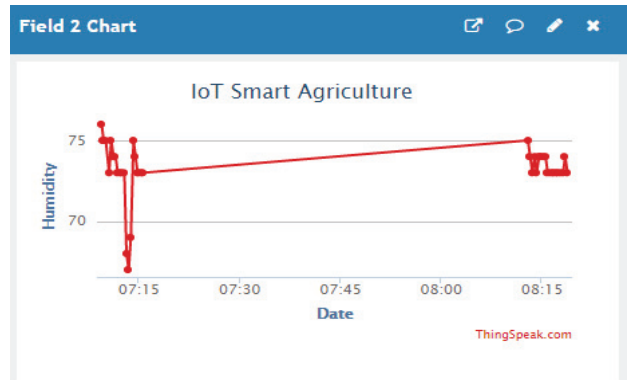 Field 2 Chart
IoT Smart Agriculture
75
70
Humidity
07:15 07:30 07:45 08:00 08:15
Date
ThingSpeak.com